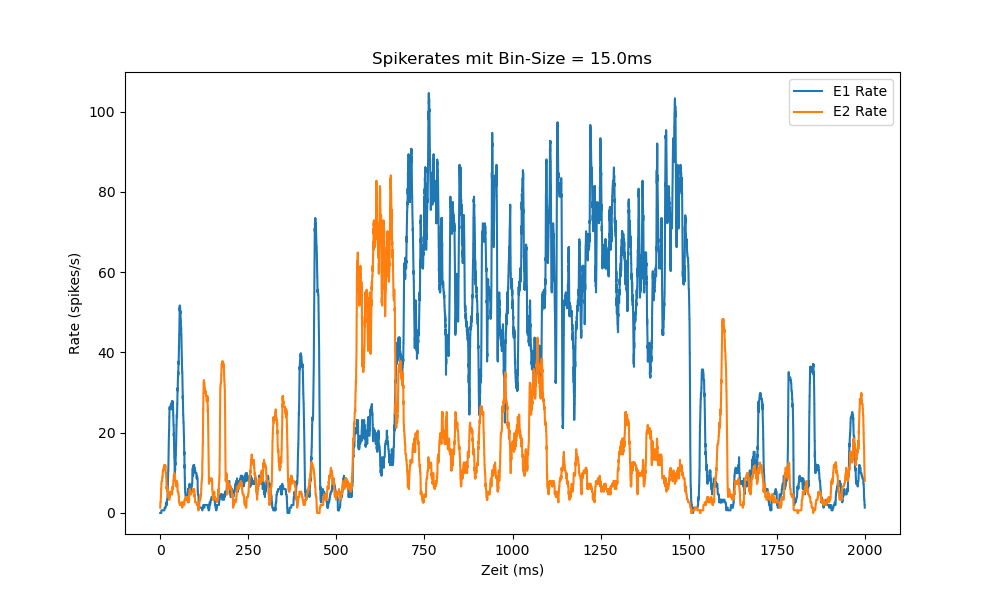 Spikerates mit Bin-Size = 15.0ms
E1 Rate
E2 Rate
100
80
60
40
20
0
Rate (spikes/s)
0 250 500 750 1000 1250 1500 1750 2000
Zeit (ms)